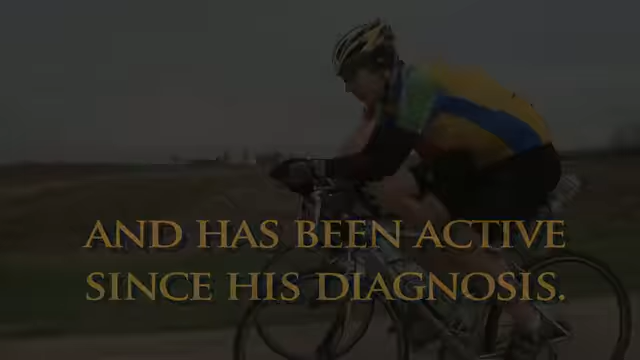 AND HAS BEEN ACTIVE
SINCE HIS DIAGNOSIS.